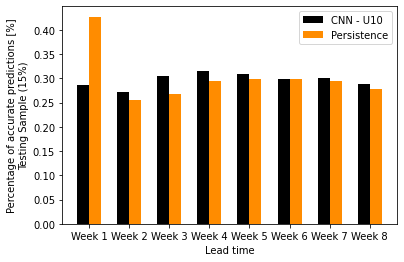 CNN - U10
Persistence
Percentage of accurate predictions [%]
Testing Sample (15%)
0.40
0.35
0.30
0.25
0.20
0.15
0.10
0.05
0.00
Week 1 Week 2 Week 3 Week 4 Week 5 Week 6 Week 7 Week 8
Lead time